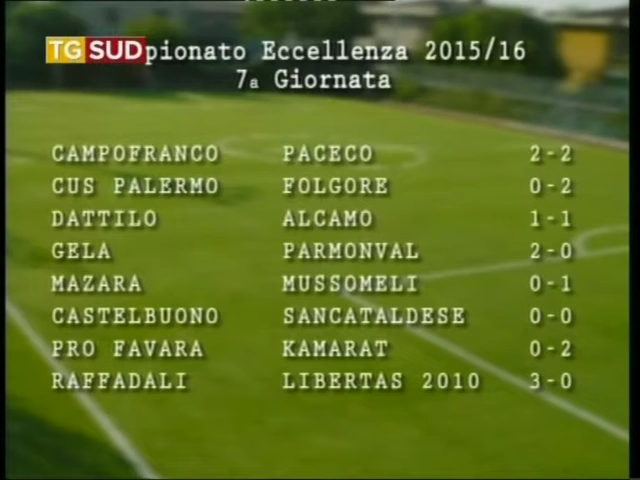 TG SUD pionato Eccellenza 2015/16
7a Giornata
CAMPOFRANCO PACECO 2-2
CUS PALERMO FOLGORE 0-2
DATTILO ALCAMO 1-1
GELA PARMONVAL 2-0
MAZARA MUSSOMELI 0-1
CASTELBUONO SANCATALDESE 0-0
PRO FAVARA KAMARAT 0-2
RAFFADALI LIBERTAS 2010 3-0